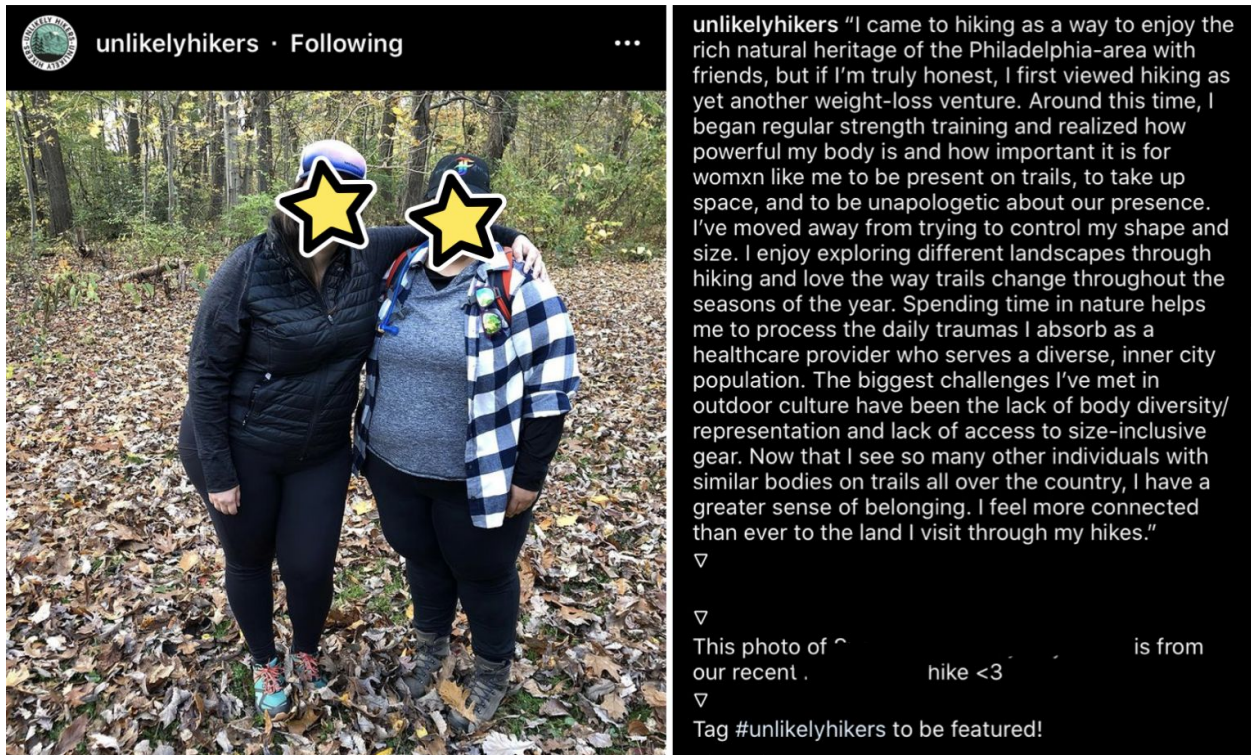 unlikelyhikers · Following
unlikelyhikers “I came to hiking as a way to enjoy the
rich natural heritage of the Philadelphia-area with
friends, but if I’m truly honest, I first viewed hiking as
yet another weight-loss venture. Around this time, I
began regular strength training and realized how
powerful my body is and how important it is for
womxn like me to be present on trails, to take up
space, and to be unapologetic about our presence.
I’ve moved away from trying to control my shape and
size. I enjoy exploring different landscapes through
hiking and love the way trails change throughout the
seasons of the year. Spending time in nature helps
me to process the daily traumas I absorb as a
healthcare provider who serves a diverse, inner city
population. The biggest challenges I’ve met in
outdoor culture have been the lack of body diversity/
representation and lack of access to size-inclusive
gear. Now that I see so many other individuals with
similar bodies on trails all over the country, I have a
greater sense of belonging. I feel more connected
than ever to the land I visit through my hikes.”
This photo of is from
our recent hike <3
Tag #unlikelyhikers to be featured!